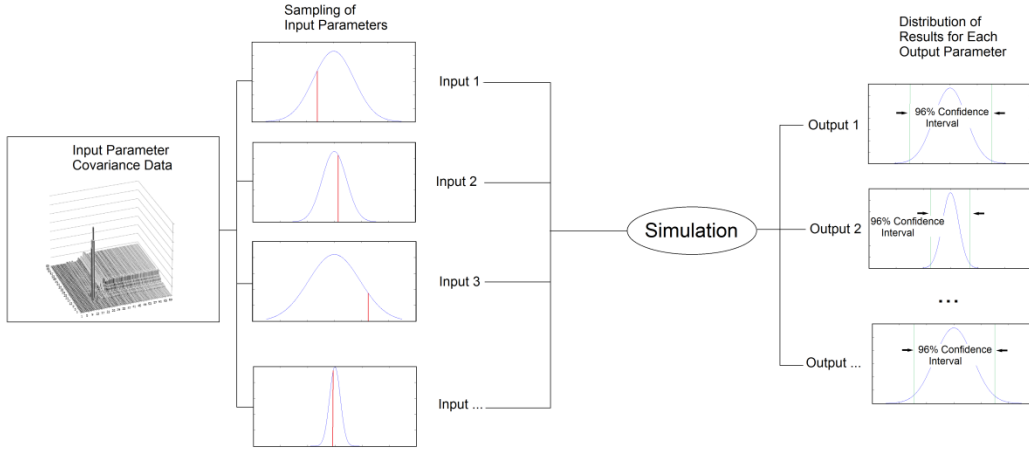 Sampling of
Input Parameters
Distribution of
Results for Each
Output Parameter
Input Parameter
Covariance Data
Input 1
Input 2
Input 3
Input ...
Simulation
Output 1
96% Confidence
Interval
Output 2
96% Confidence
Interval
...
Output ...
96% Confidence
Interval